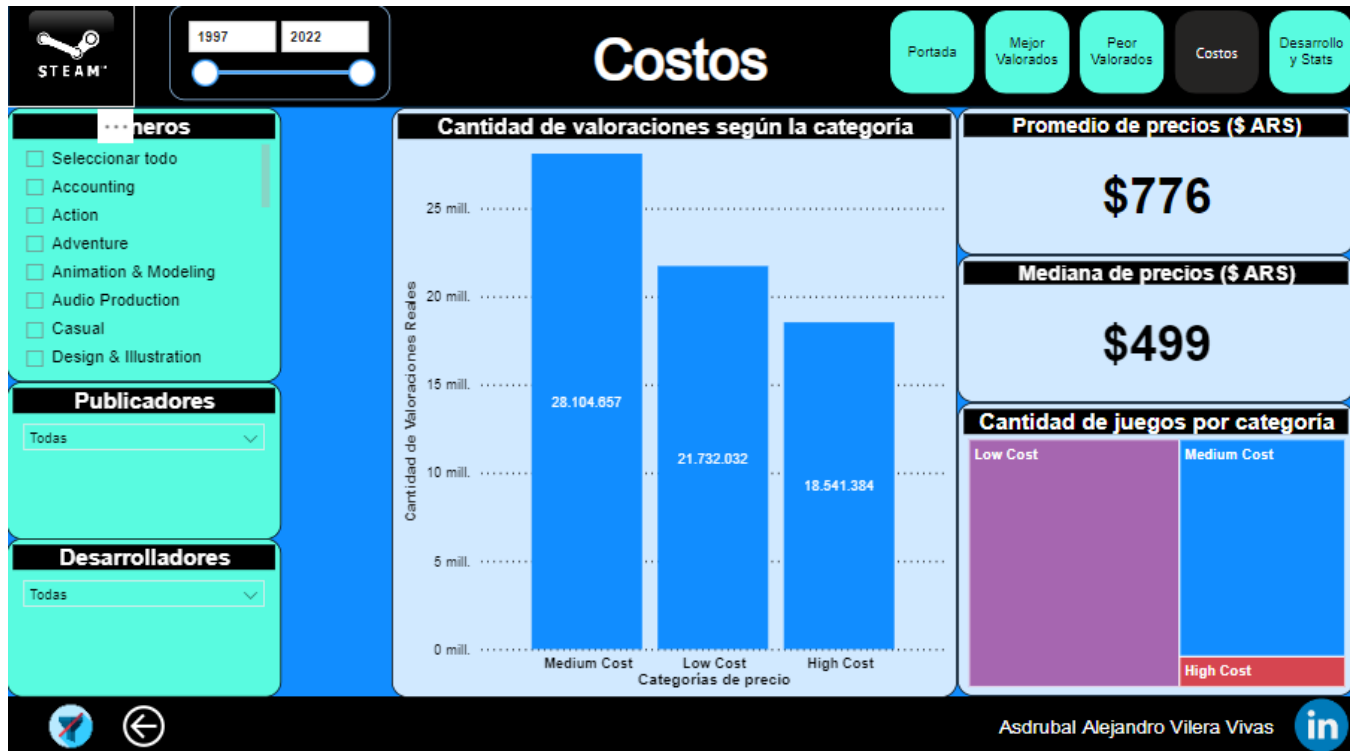 STEAM™
1997
2022
Costos
Portada
Mejor
Valorados
Peor
Valorados
Costos
Desarrollo
y Stats
neros
Seleccionar todo
Accounting
Action
Adventure
Animation & Modeling
Audio Production
Casual
Design & Illustration
Publicadores
Todas
Desarrolladores
Todas
Cantidad de valoraciones según la categoría
Cantidad de Valoraciones Reales
25 mill.
20 mill.
15 mill.
10 mill.
5 mill.
0 mill.
28.104.657
21.732.032
18.541.384
Medium Cost
Low Cost
High Cost
Categorías de precio
Promedio de precios ($ ARS)
$776
Mediana de precios ($ ARS)
$499
Cantidad de juegos por categoría
Low Cost
Medium Cost
High Cost
Asdrubal Alejandro Vilera Vivas
in